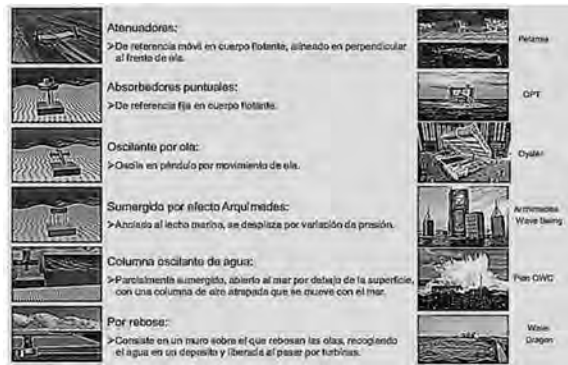 Atenuadores:
>De referencia móvil en cuerpo flotante, alineado en perpendicular
al frente de ola.
Pelamis
Absorbedores puntuales:
>De referencia fija en cuerpo flotante.
OPT
Oscilante por ola:
>Oscila en péndulo por movimiento de ola.
Oyster
Sumergido por efecto Arquímedes:
>Anclado al lecho marino, se desplaza por variación de presión.
Archimedes
Wave Swing
Columna oscilante de agua:
>Parcialmente sumergido, abierto al mar por debajo de la superficie,
con una columna de aire atrapada que se mueve con el mar.
OWC
Por rebose:
>Consiste en un muro sobre el que rebosan las olas, recogiendo
el agua en un deposito y liberada al pasar por turbinas.
Wave
Dragon